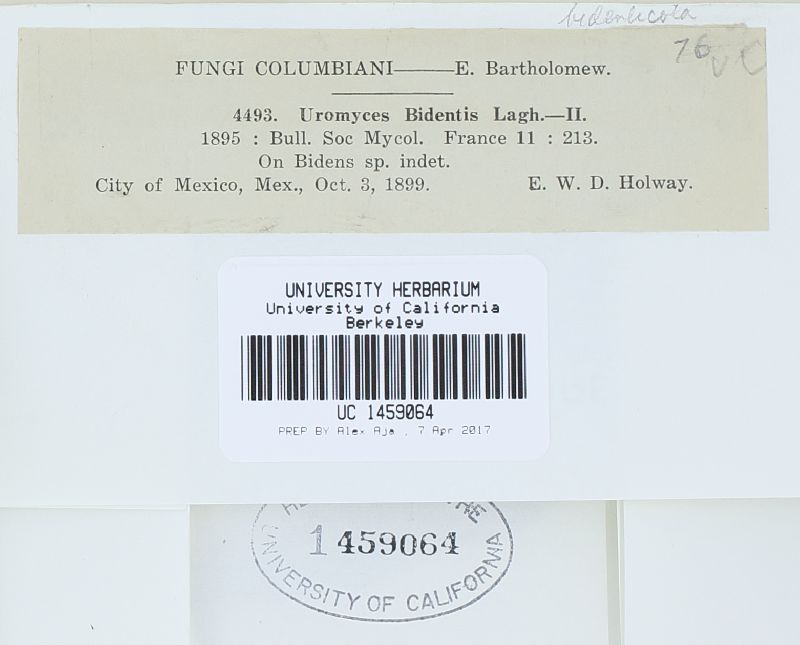 bidenticola
76
UC
FUNGI COLUMBIANI———E. Bartholomew.
4493. Uromyces Bidentis Lagh.—II.
1895 : Bull. Soc Mycol. France 11 : 213.
On Bidens sp. indet.
City of Mexico, Mex., Oct. 3, 1899. E. W. D. Holway.
UNIVERSITY HERBARIUM
University of California
Berkeley
UC 1459064
PREP BY Alex Aja , 7 Apr 2017
THE
1459064
UNIVERSITY OF CALIFORNIA